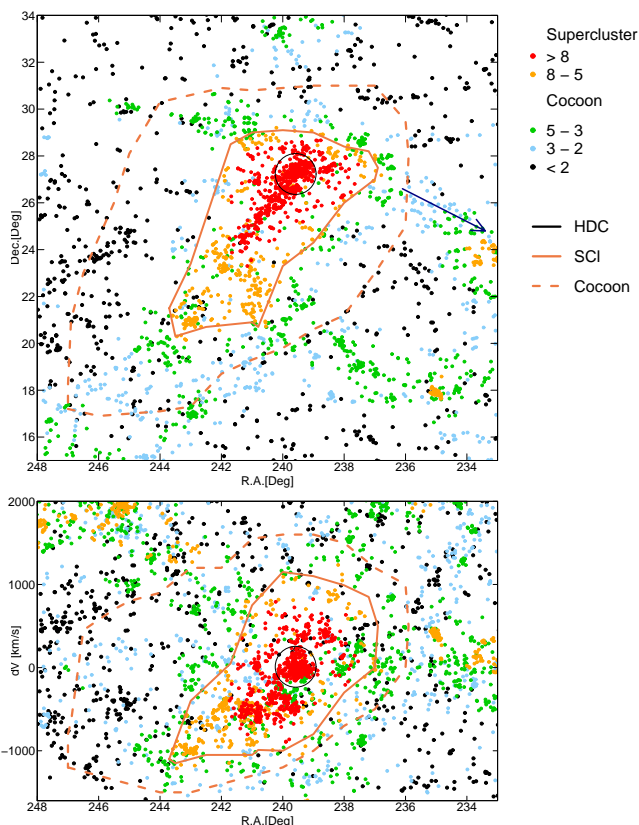 34
32
30
28
26
24
22
20
18
16
Dec.[Deg]
248
246
244
242
240
238
236
234
R.A.[Deg]
Supercluster
> 8
8 − 5
Cocoon
5 − 3
3 − 2
< 2
HDC
SCl
Cocoon
2000
1000
0
−1000
dV [km/s]
248
246
244
242
240
238
236
234
R.A.[Deg]